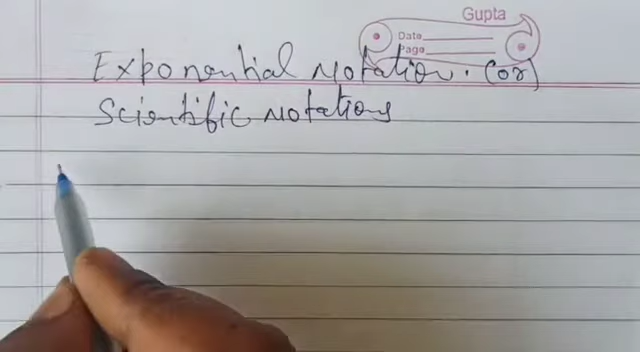 Gupta
Date
Page
Exponential Notation. (or)
Scientific Notations